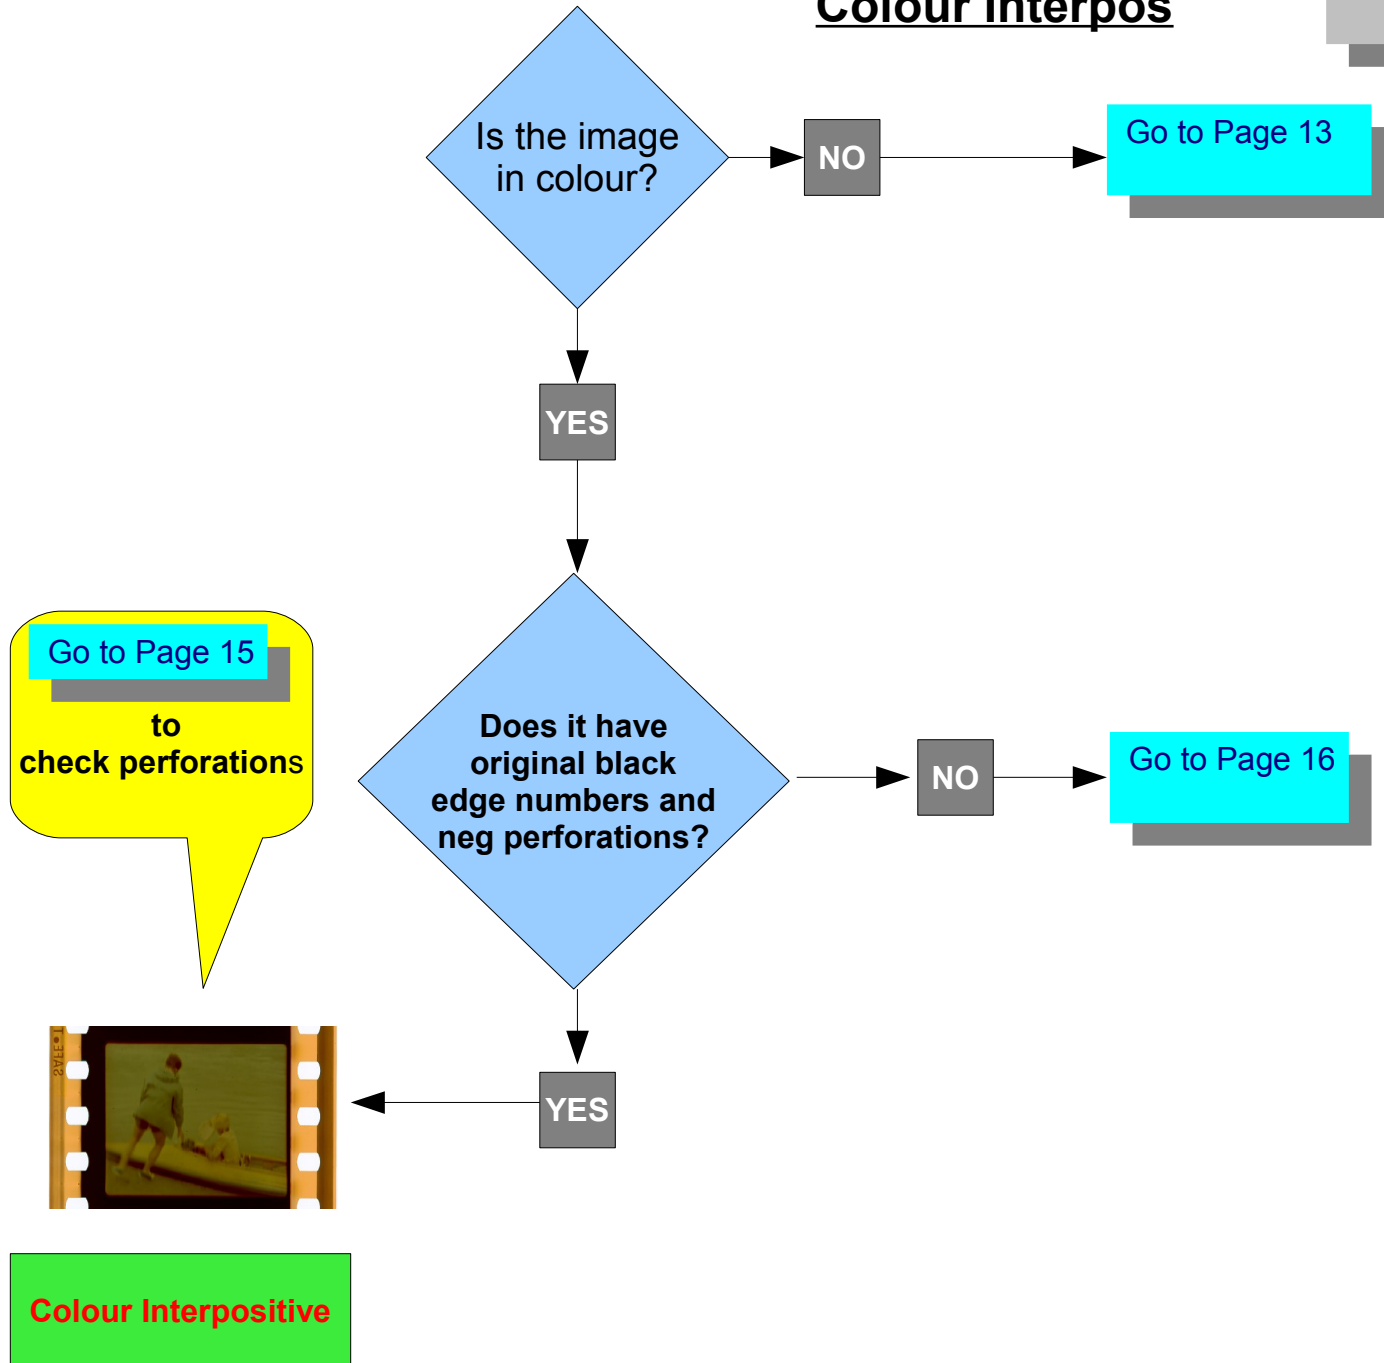 Colour Interpos
Is the image
in colour?
NO
Go to Page 13
YES
Go to Page 15
to
check perforations
Does it have
original black
edge numbers and
neg perforations?
NO
Go to Page 16
YES
Colour Interpositive